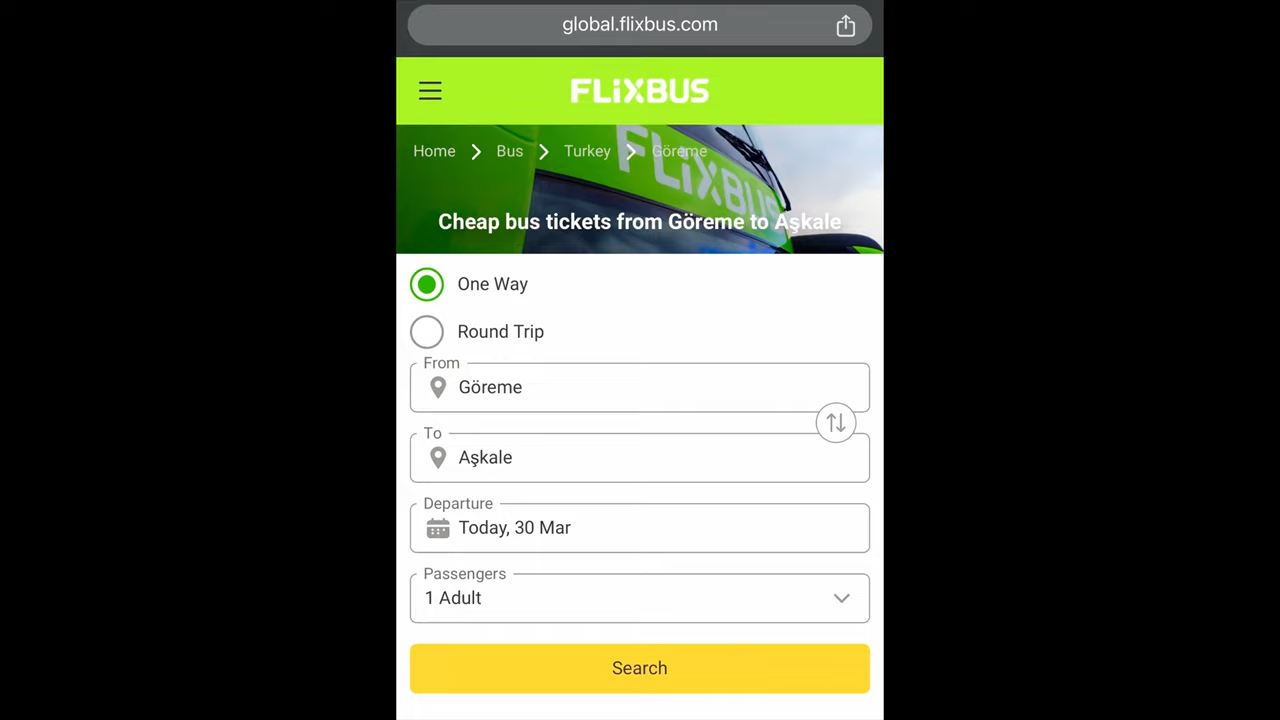 global.flixbus.com
FLiXBUS
Home Bus Turkey Göreme
FLiXBUS
Cheap bus tickets from Göreme to Aşkale
One Way
Round Trip
From
Göreme
To
Aşkale
Departure
Today, 30 Mar
Passengers
1 Adult
Search